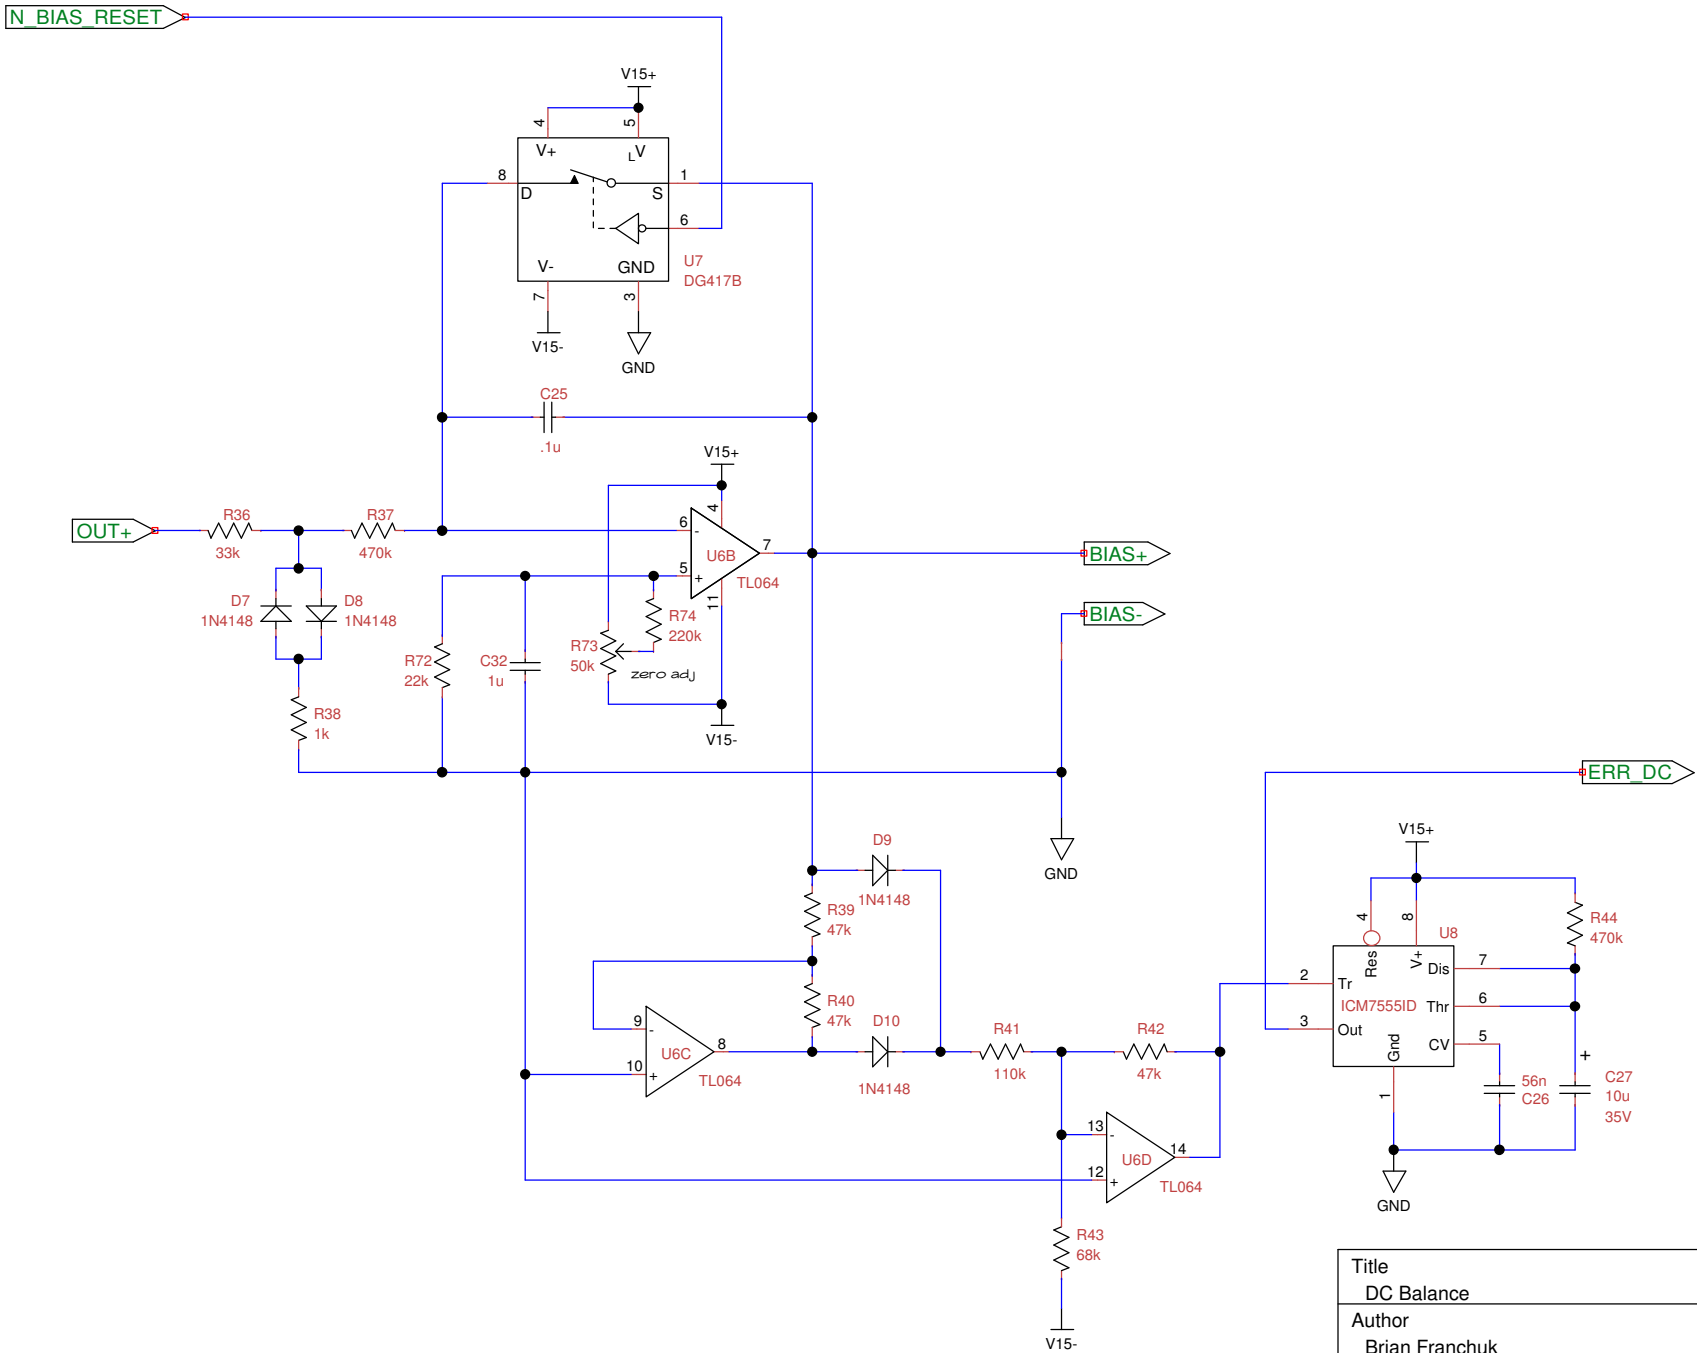 N_BIAS_RESET
V15+
4
5
V+
LV
8
D
S
1
6
V-
GND
U7
DG417B
7
3
V15-
GND
C25
.1u
V15+
4
OUT+
R36
33k
R37
470k
6
-
U6B
7
TL064
5
+
11
BIAS+
BIAS-
D7
1N4148
D8
1N4148
R72
22k
C32
1u
R73
50k
R74
220k
zero adj
R38
1k
V15-
GND
ERR_DC
D9
1N4148
R39
47k
R40
47k
D10
1N4148
9
-
U6C
8
10
+
TL064
R41
110k
R42
47k
13
-
U6D
14
12
+
TL064
R43
68k
V15-
V15+
4
8
U8
Res
V+
Dis
7
R44
470k
2
Tr
ICM7555ID
Thr
6
3
Out
Gnd
CV
5
1
56n
C26
+
C27
10u
35V
GND
Title
DC Balance
Author
Brian Franchuk